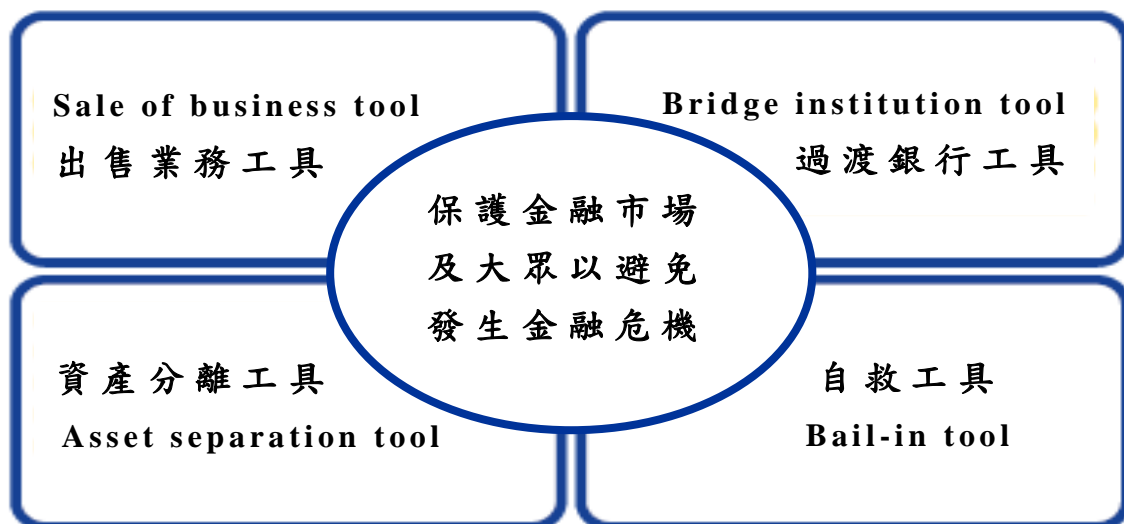 Sale of business tool
出售業務工具
Bridge institution tool
過渡銀行工具
保護金融市場
及大眾以避免
發生金融危機
資產分離工具
Asset separation tool
自救工具
Bail-in tool